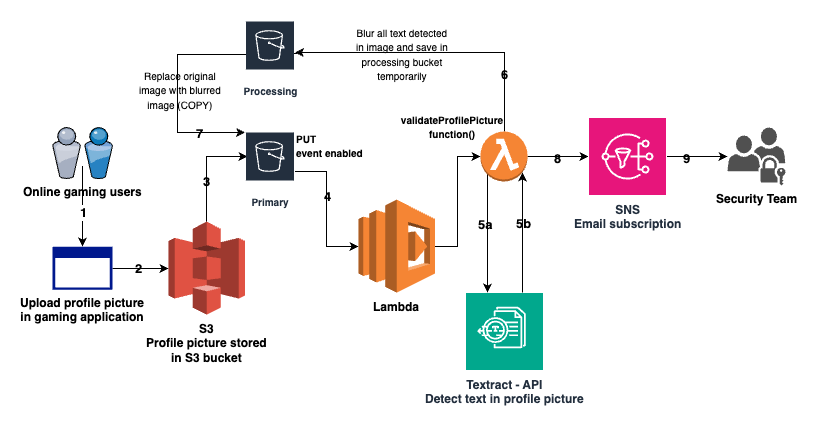 Blur all text detected
in image and save in
processing bucket
temporarily
6
Replace original
image with blurred
image (COPY)
Processing
7
validateProfilePicture
function()
PUT
event enabled
Online gaming users
1
3
Primary
4
8
9
SNS
Email subscription
Security Team
5a
5b
2
Upload profile picture
in gaming application
S3
Profile picture stored
in S3 bucket
Lambda
Textract - API
Detect text in profile picture